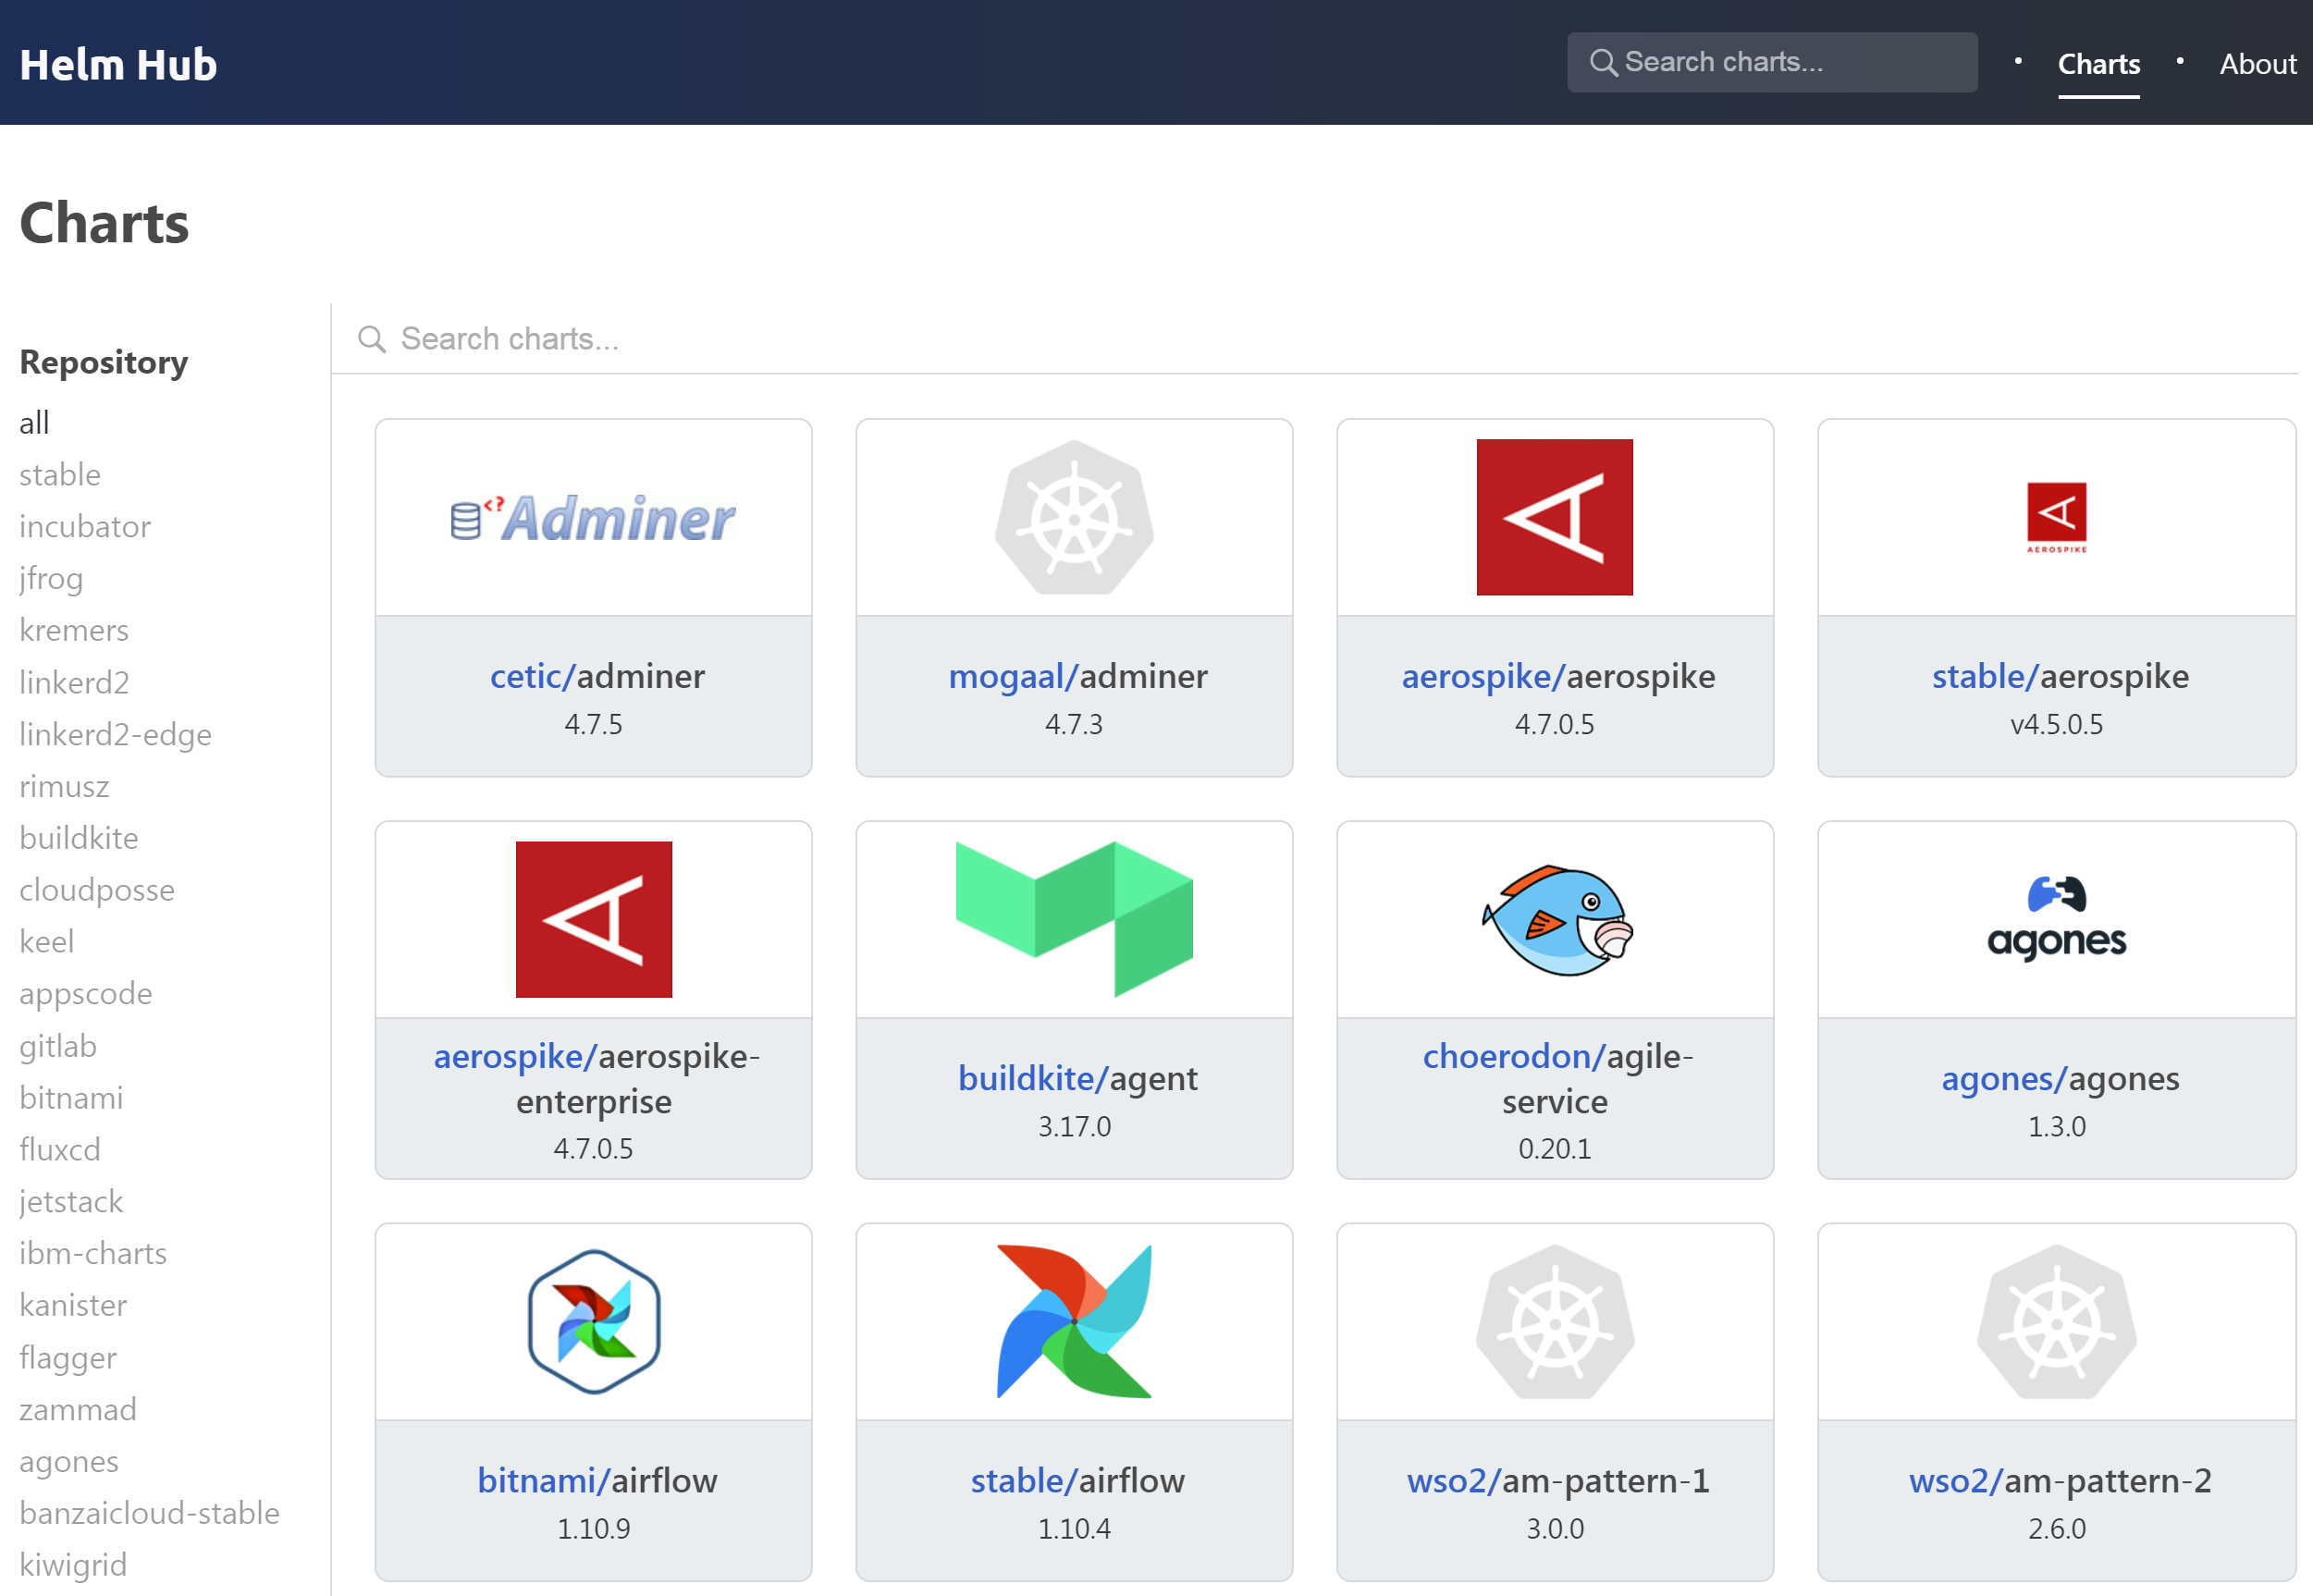 Helm Hub
Search charts...
Charts
About
Charts
Repository
all
stable
incubator
jfrog
kremers
linkerd2
linkerd2-edge
rimusz
buildkite
cloudposse
keel
appscode
gitlab
bitnami
fluxcd
jetstack
ibm-charts
kanister
flagger
zammad
agones
banzaicloud-stable
kiwigrid
Search charts...
<? Adminer
AEROSPIKE
cetic/adminer
4.7.5
mogaal/adminer
4.7.3
aerospike/aerospike
4.7.0.5
stable/aerospike
v4.5.0.5
agones
aerospike/aerospike-
enterprise
4.7.0.5
buildkite/agent
3.17.0
choerodon/agile-
service
0.20.1
agones/agones
1.3.0
bitnami/airflow
1.10.9
stable/airflow
1.10.4
wso2/am-pattern-1
3.0.0
wso2/am-pattern-2
2.6.0